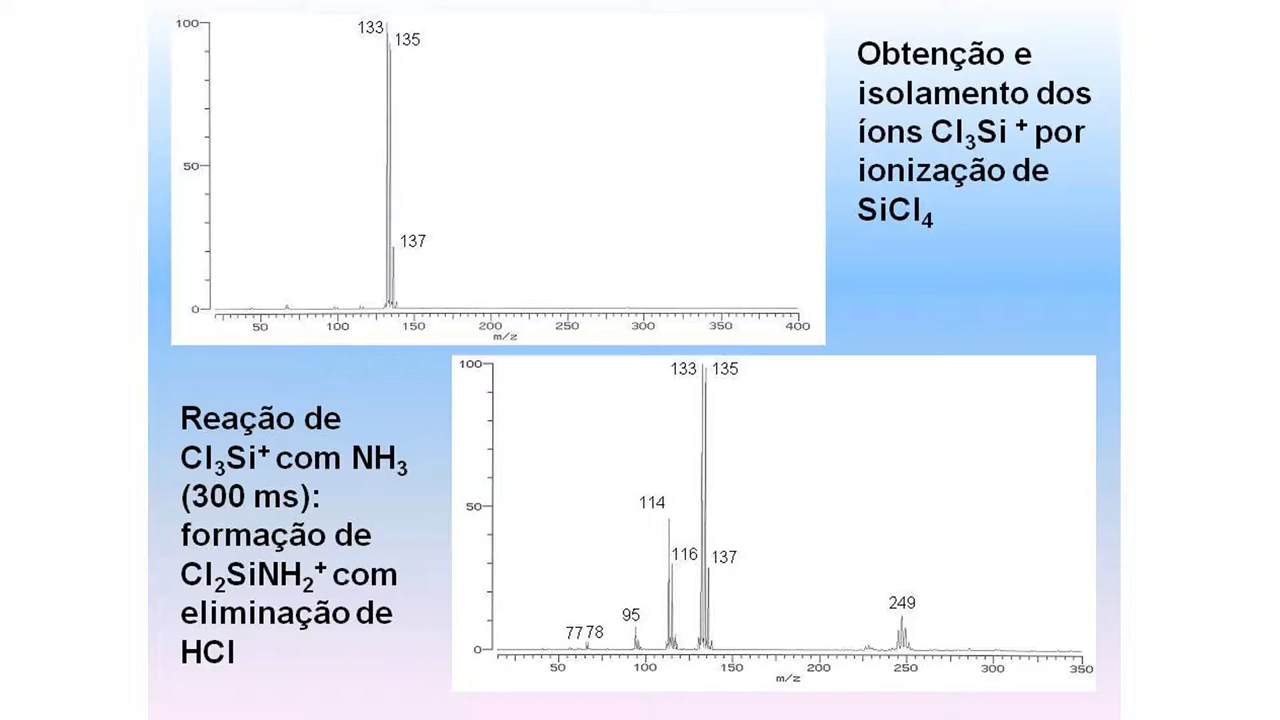 100
133
135
50
137
0
50 100 150 200 250 300 350 400
m/z
Obtenção e
isolamento dos
íons Cl₃Si ⁺ por
ionização de
SiCl₄
Reação de
Cl₃Si⁺ com NH₃
(300 ms):
formação de
Cl₂SiNH₂⁺ com
eliminação de
HCl
100
133 135
50
114
116 137
95
77 78
249
0
50 100 150 200 250 300 350
m/z